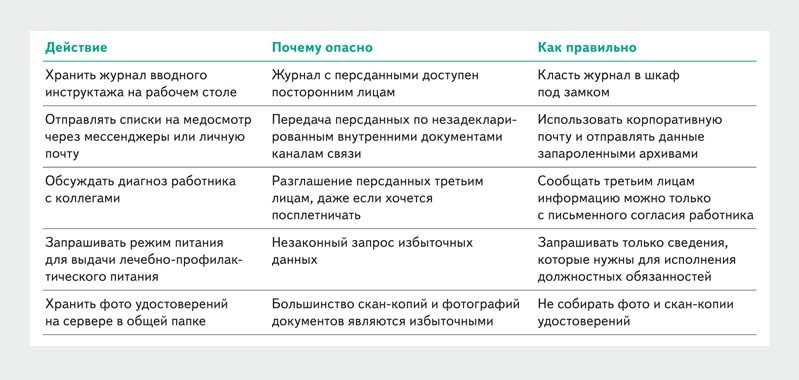 Действие
Почему опасно
Как правильно
Хранить журнал вводного
инструктажа на рабочем столе
Журнал с персданными доступен
посторонним лицам
Класть журнал в шкаф
под замком
Отправлять списки на медосмотр
через мессенджеры или личную
почту
Передача персданных по незадеклари-
рованным внутренними документами
каналам связи
Использовать корпоративную
почту и отправлять данные
запароленными архивами
Обсуждать диагноз работника
с коллегами
Разглашение персданных третьим
лицам, даже если хочется
посплетничать
Сообщать третьим лицам
информацию можно только
с письменного согласия работника
Запрашивать режим питания
для выдачи лечебно-профилак-
тического питания
Незаконный запрос избыточных
данных
Запрашивать только сведения,
которые нужны для исполнения
должностных обязанностей
Хранить фото удостоверений
на сервере в общей папке
Большинство скан-копий и фотографий
документов являются избыточными
Не собирать фото и скан-копии
удостоверений